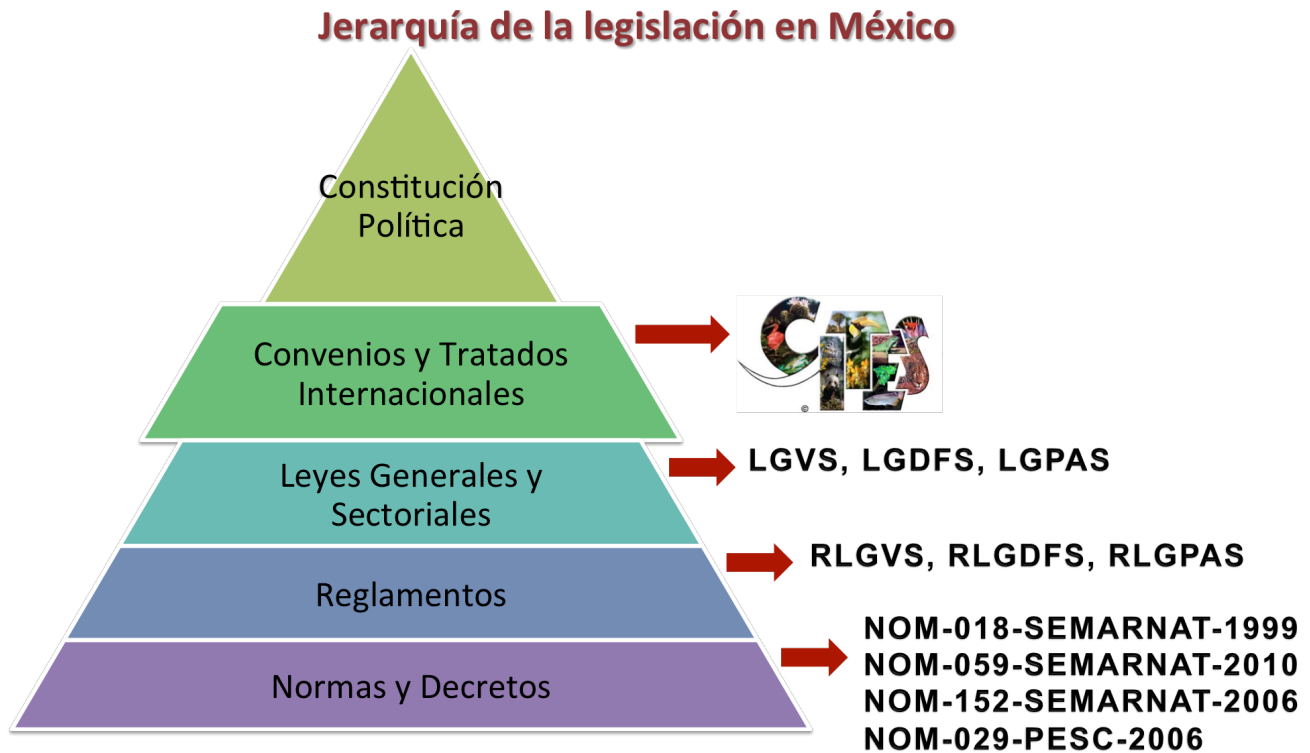 Jerarquía de la legislación en México
Constitución
Política
Convenios y Tratados
Internacionales
CITES
©
Leyes Generales y
Sectoriales
LGVS, LGDFS, LGPAS
Reglamentos
RLGVS, RLGDFS, RLGPAS
Normas y Decretos
NOM-018-SEMARNAT-1999
NOM-059-SEMARNAT-2010
NOM-152-SEMARNAT-2006
NOM-029-PESC-2006